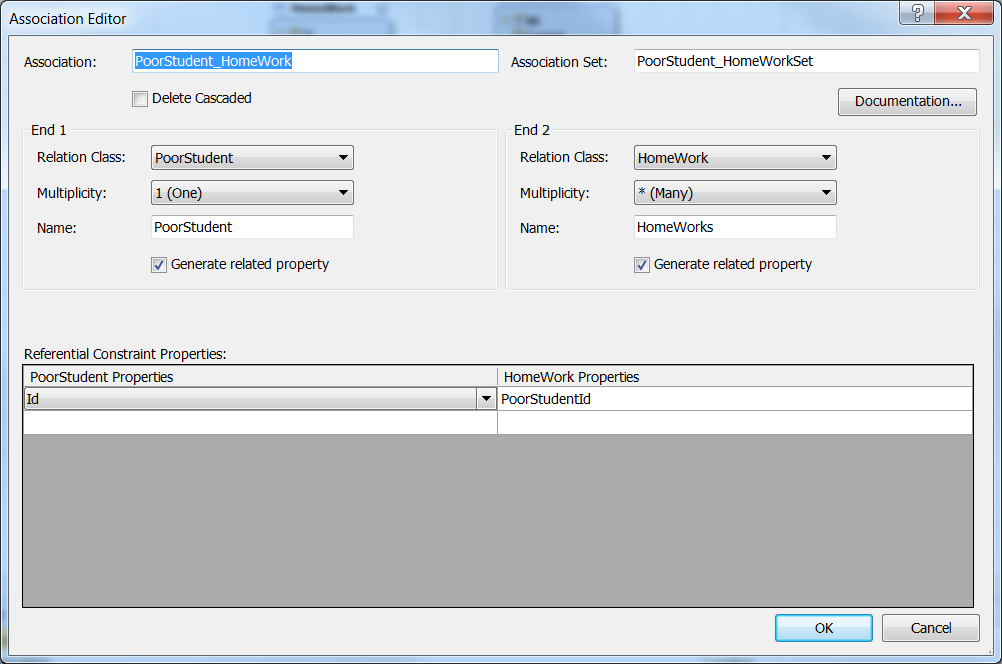 Association Editor
Association: PoorStudent_HomeWork Association Set: PoorStudent_HomeWorkSet
Delete Cascaded
Documentation...
End 1 End 2
Relation Class: PoorStudent Relation Class: HomeWork
Multiplicity: 1 (One) Multiplicity: * (Many)
Name: PoorStudent Name: HomeWorks
Generate related property Generate related property
Referential Constraint Properties:
PoorStudent Properties HomeWork Properties
Id PoorStudentId
OK Cancel